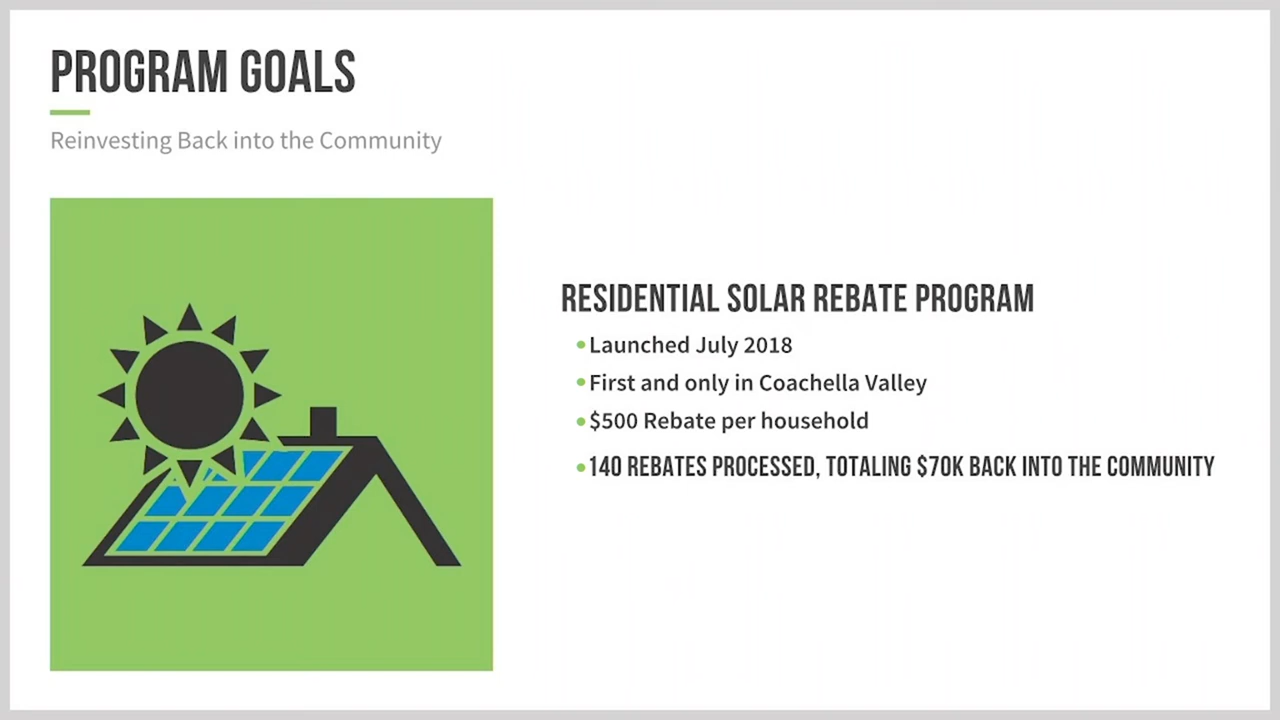 PROGRAM GOALS
Reinvesting Back into the Community
RESIDENTIAL SOLAR REBATE PROGRAM
•Launched July 2018
•First and only in Coachella Valley
•$500 Rebate per household
•140 REBATES PROCESSED, TOTALING $70K BACK INTO THE COMMUNITY